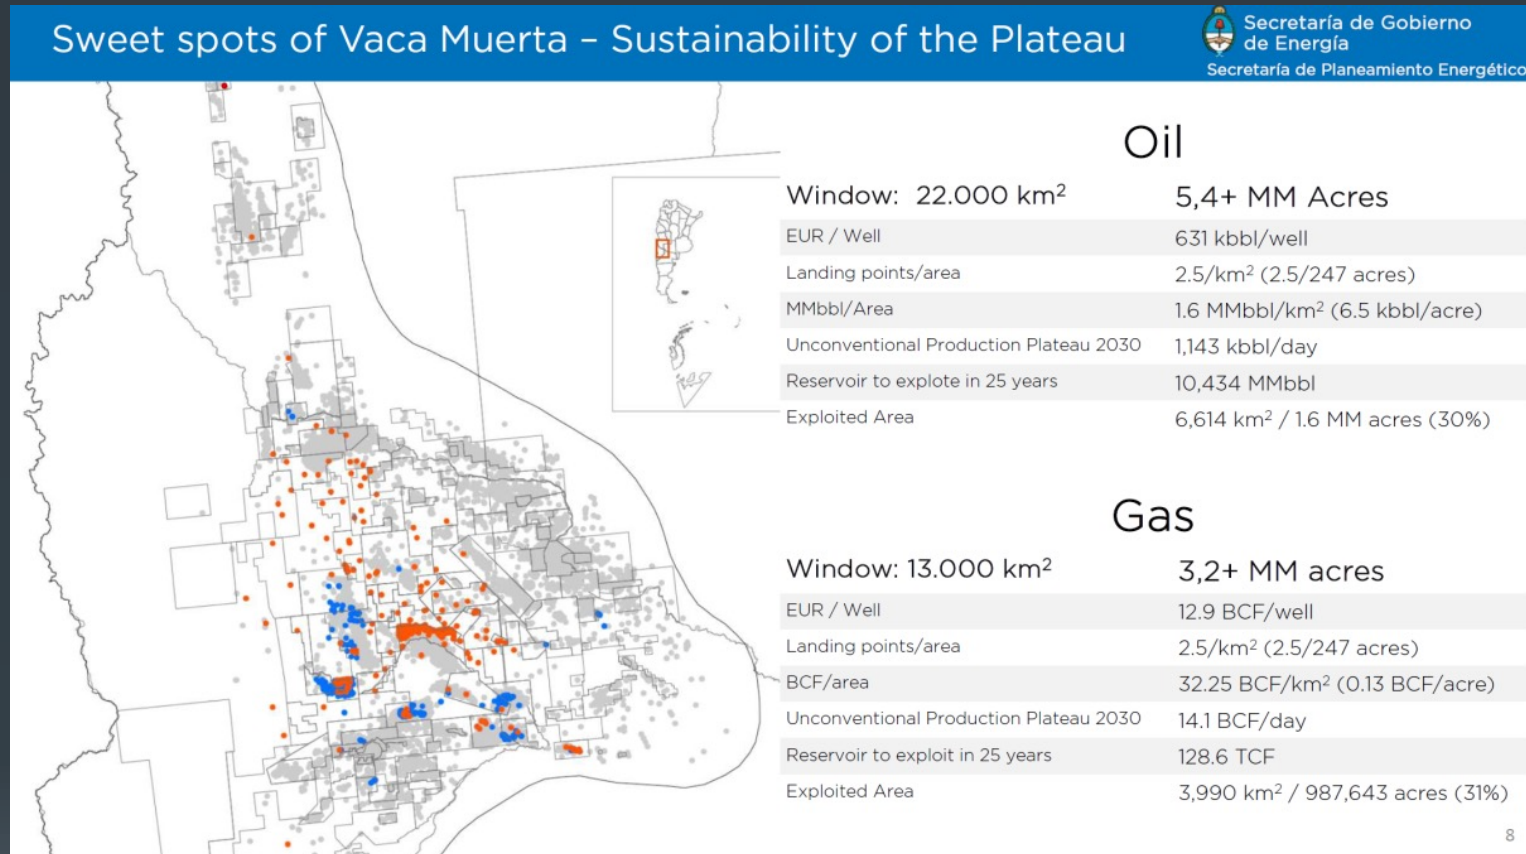 Sweet spots of Vaca Muerta – Sustainability of the Plateau
Secretaría de Gobierno
de Energía
Secretaría de Planeamiento Energético
Oil
Window: 22.000 km² 5,4+ MM Acres
EUR / Well 631 kbbl/well
Landing points/area 2.5/km² (2.5/247 acres)
MMbbl/Area 1.6 MMbbl/km² (6.5 kbbl/acre)
Unconventional Production Plateau 2030 1,143 kbbl/day
Reservoir to explote in 25 years 10,434 MMbbl
Exploited Area 6,614 km² / 1.6 MM acres (30%)
Gas
Window: 13.000 km² 3,2+ MM acres
EUR / Well 12.9 BCF/well
Landing points/area 2.5/km² (2.5/247 acres)
BCF/area 32.25 BCF/km² (0.13 BCF/acre)
Unconventional Production Plateau 2030 14.1 BCF/day
Reservoir to exploit in 25 years 128.6 TCF
Exploited Area 3,990 km² / 987,643 acres (31%)
8